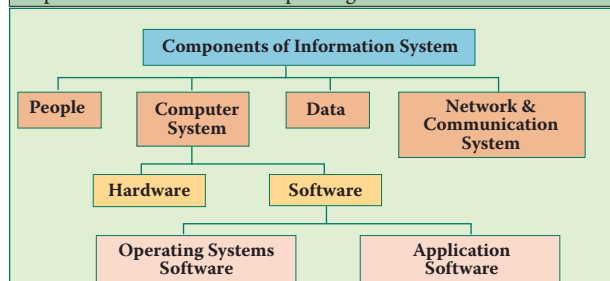 Components of Information System
People
Computer
System
Data
Network &
Communication
System
Hardware
Software
Operating Systems
Software
Application
Software